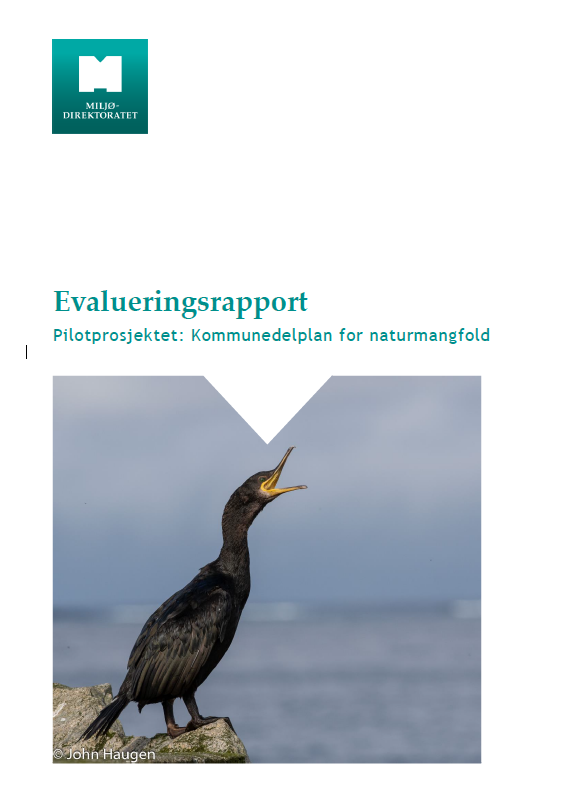 MILJØ-
DIREKTORATET
Evalueringsrapport
Pilotprosjektet: Kommunedelplan for naturmangfold
© John Haugen